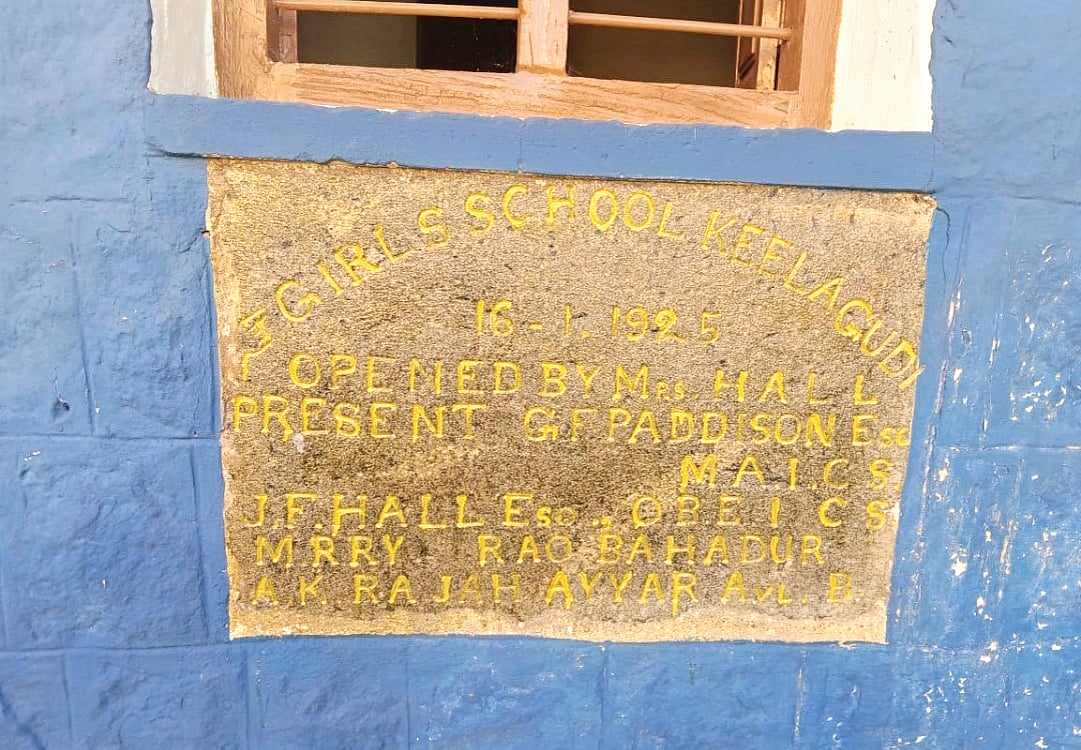 GIRLS SCHOOL KEELAGUDI
16-1.1925
OPENED BY MRS. HALL
PRESENT G F PADDISON ESQ
M A I.C S
J.F.HALL ESQ., O B E. I C S
M R R Y. RAO BAHADUR
A.K. RAJAH AYYAR AVL. B.